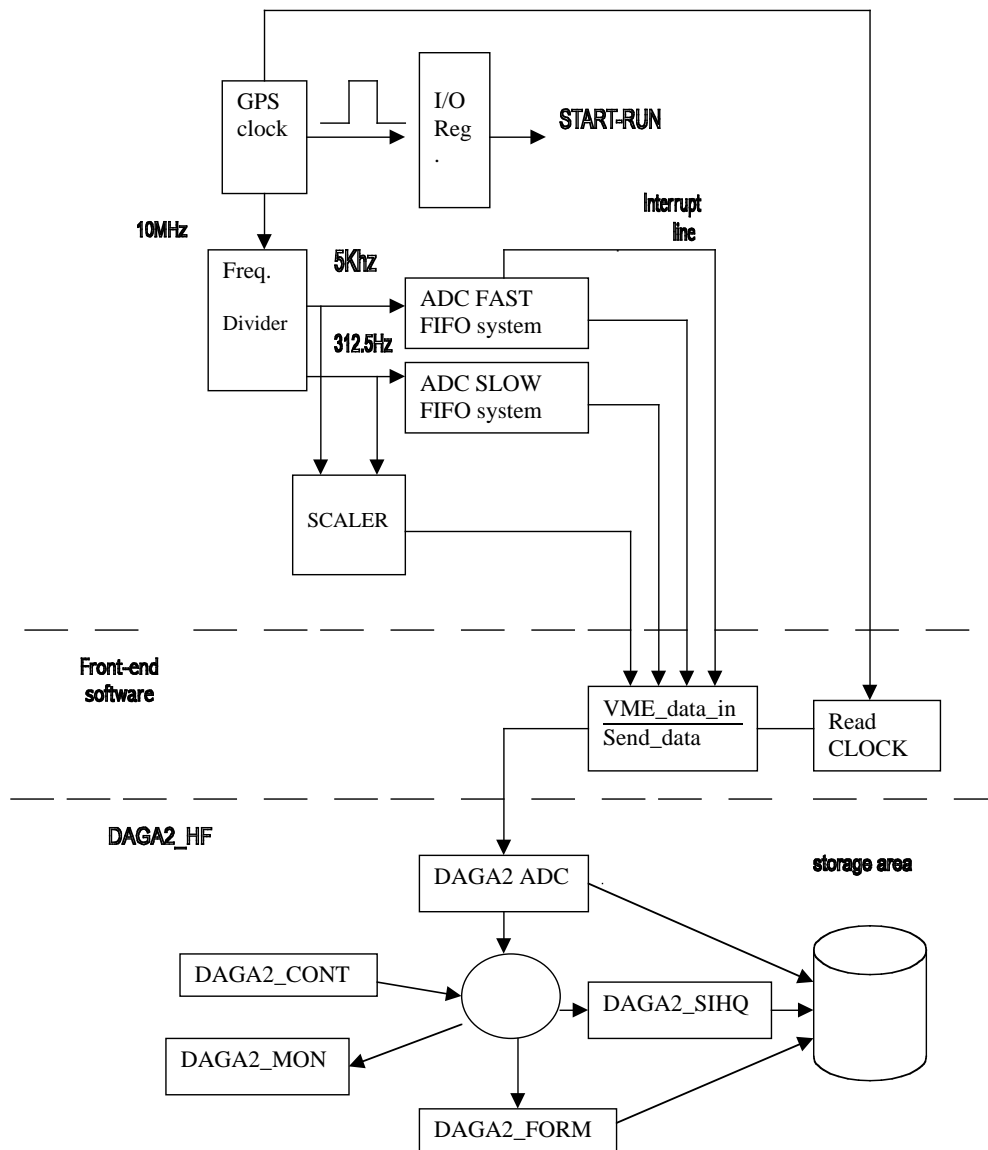 GPS
clock
I/O
Reg
.
START-RUN
10MHz
Interrupt
line
Freq.
Divider
5Khz
ADC FAST
FIFO system
312.5Hz
ADC SLOW
FIFO system
SCALER
Front-end
software
VME_data_in
Send_data
Read
CLOCK
DAGA2_HF
storage area
DAGA2 ADC
DAGA2_CONT
DAGA2_SIHQ
DAGA2_MON
DAGA2_FORM